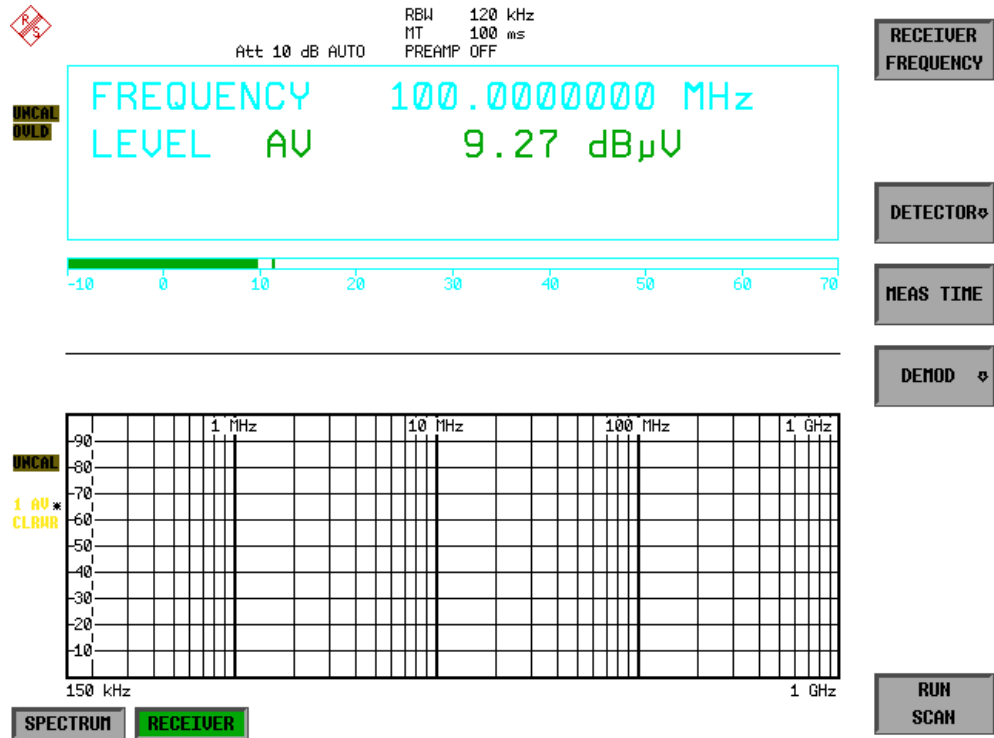 R S
RBW 120 kHz
MT 100 ms
Att 10 dB AUTO PREAMP OFF
RECEIVER
FREQUENCY
UNCAL
OVLD
FREQUENCY 100.0000000 MHz
LEVEL AV 9.27 dBµV
DETECTOR
-10 0 10 20 30 40 50 60 70
MEAS TIME
DEMOD
1 MHz 10 MHz 100 MHz 1 GHz
90
UNCAL
80
70
1 AV*
CLRWR
60
50
40
30
20
10
150 kHz 1 GHz
RUN
SCAN
SPECTRUM RECEIVER